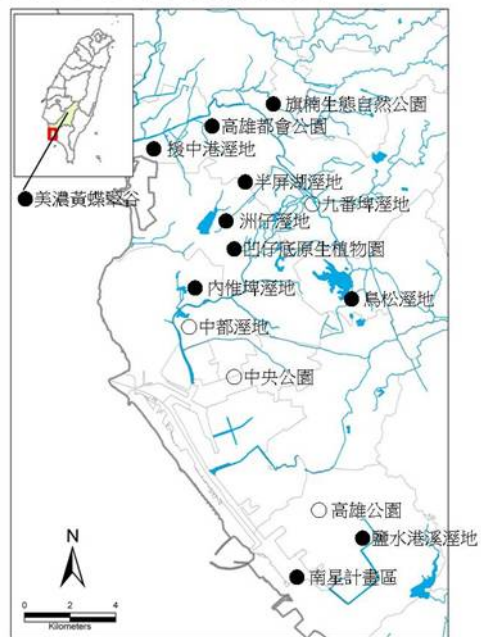 旗楠生態自然公園
高雄都會公園
援中港溼地
半屏湖溼地
美濃黃蝶翠谷
九番埤溼地
洲仔溼地
凹仔底原生植物園
內惟埤溼地
鳥松溼地
中都溼地
中央公園
高雄公園
鹽水港溪溼地
南星計畫區
N
0 2 4
Kilometers